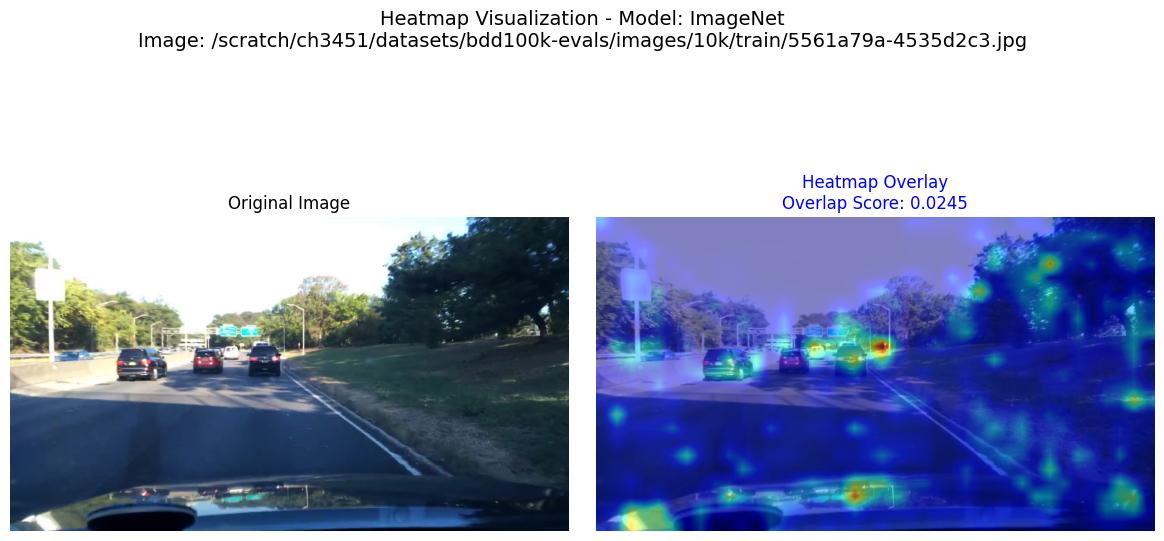 Heatmap Visualization - Model: ImageNet
Image: /scratch/ch3451/datasets/bdd100k-evals/images/10k/train/5561a79a-4535d2c3.jpg
Original Image
Heatmap Overlay
Overlap Score: 0.0245